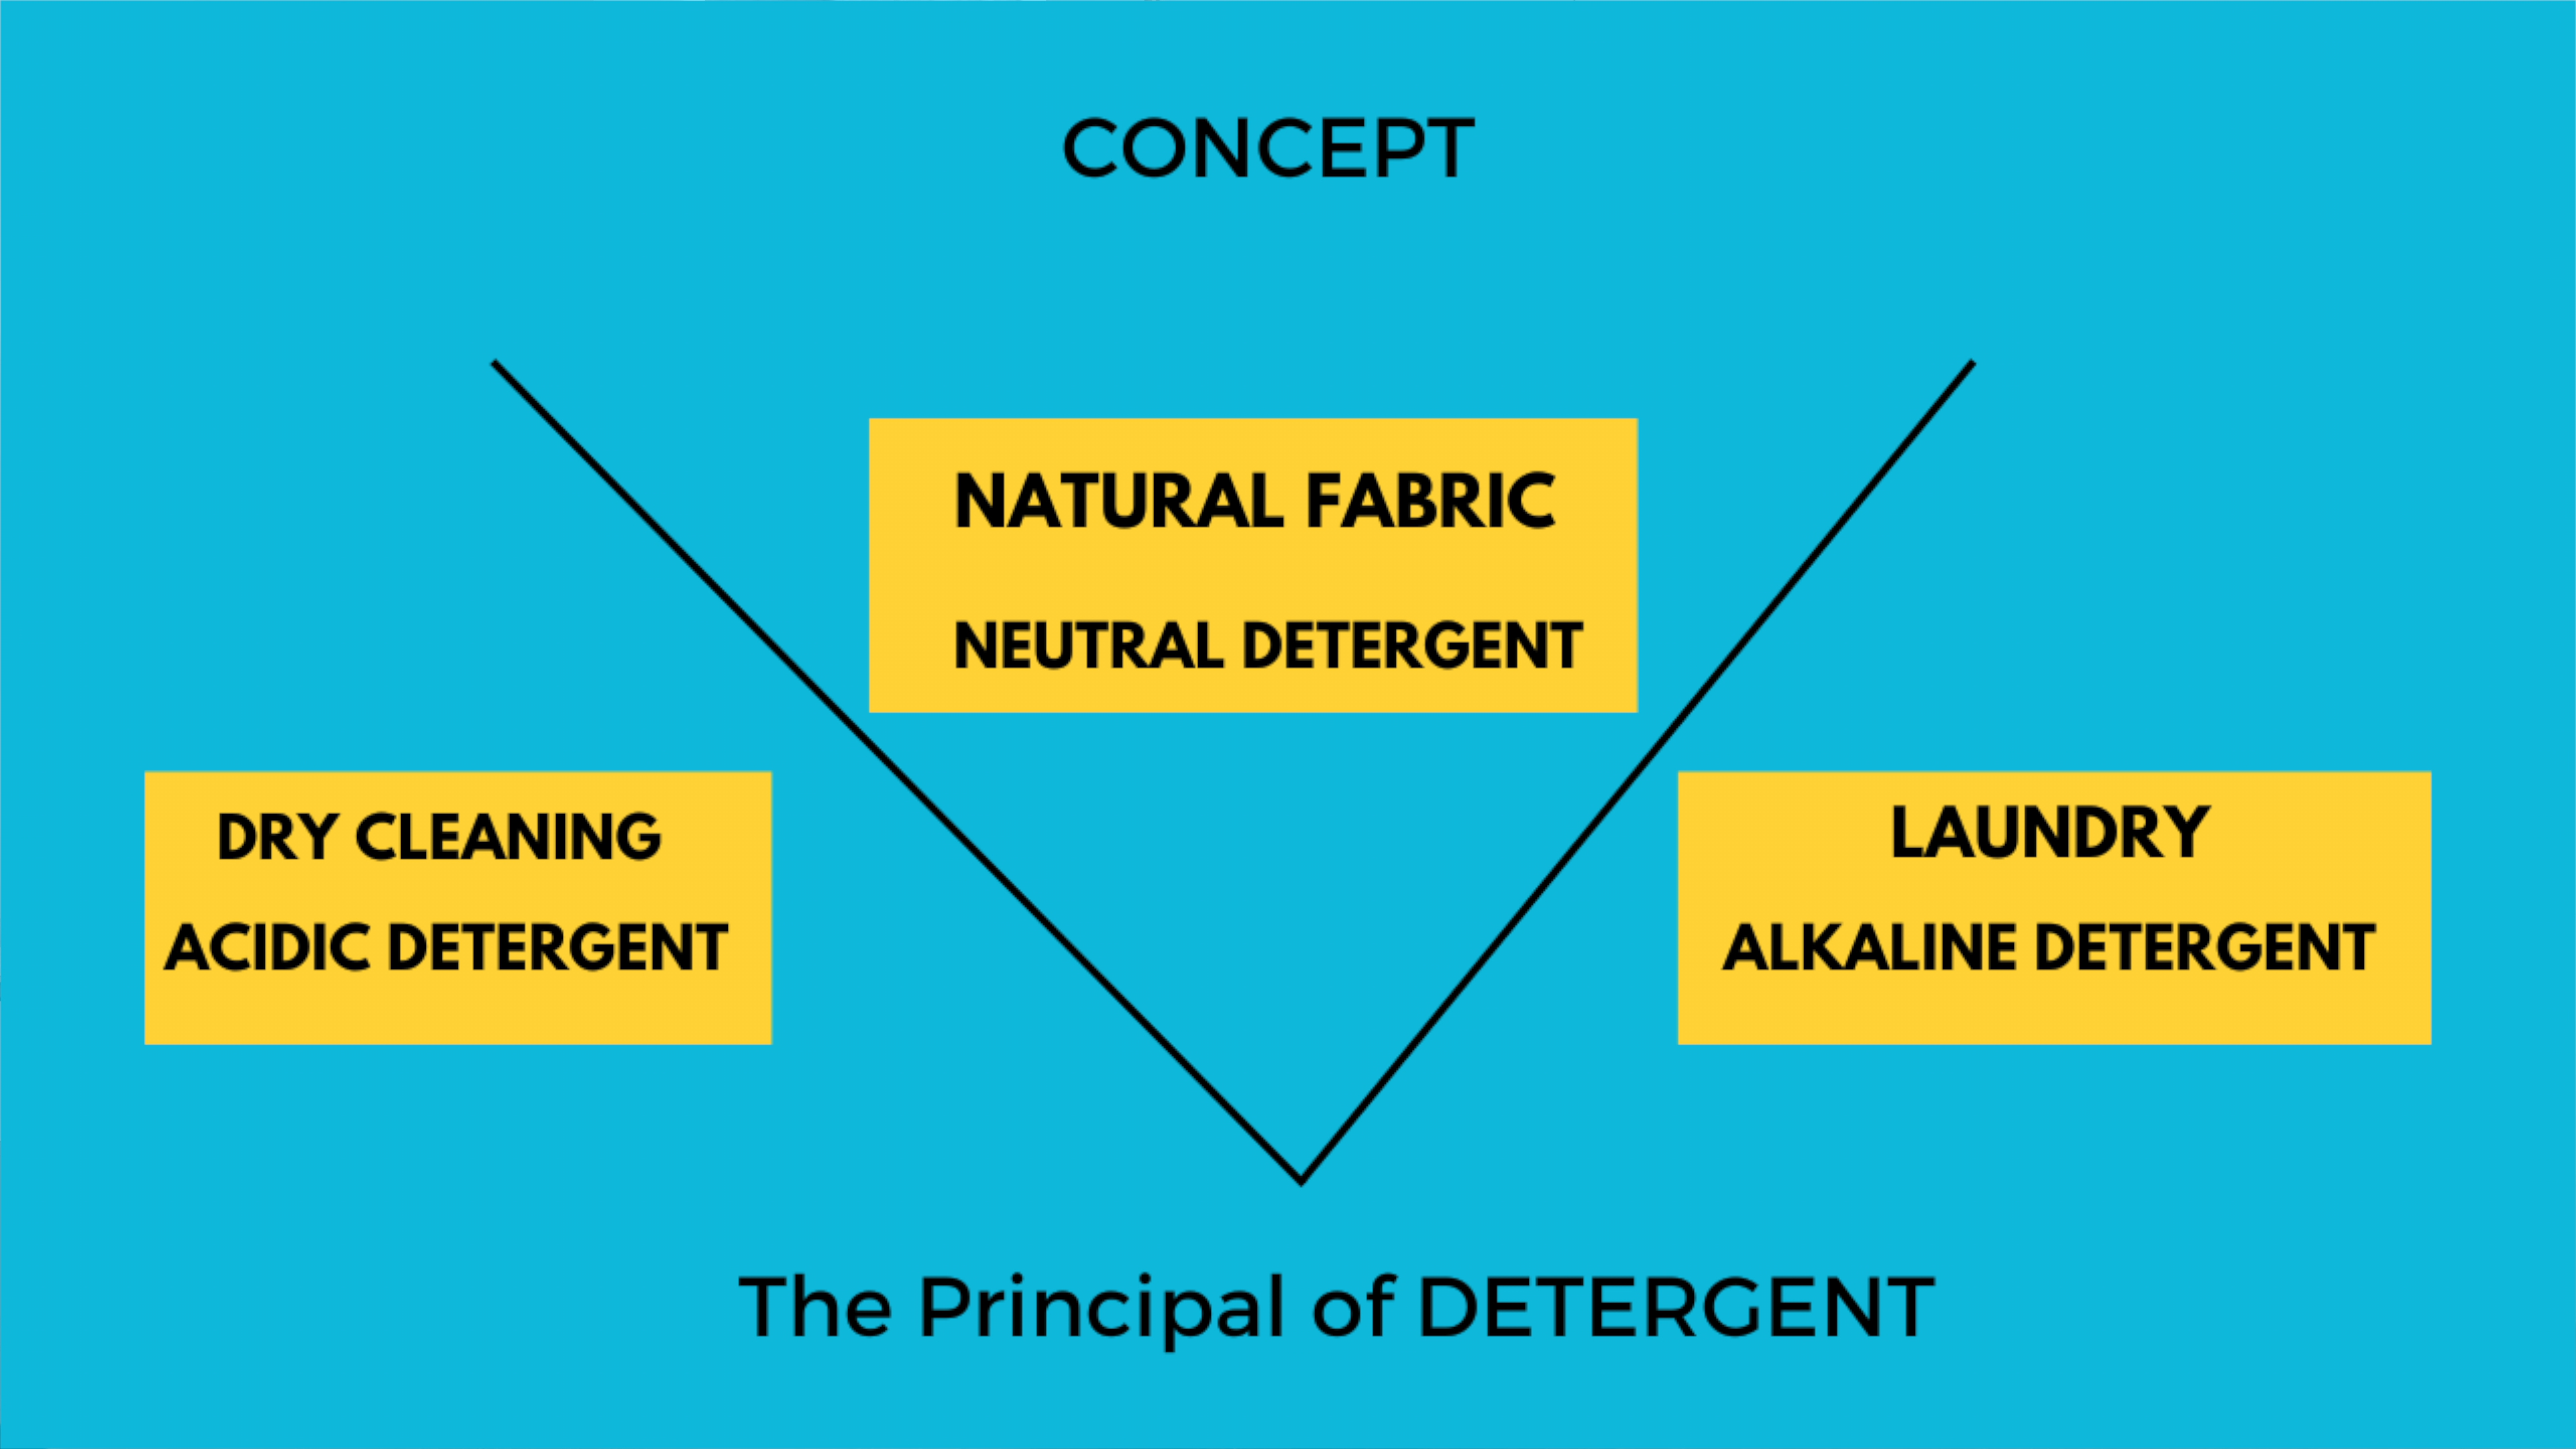 CONCEPT
NATURAL FABRIC
NEUTRAL DETERGENT
DRY CLEANING
ACIDIC DETERGENT
LAUNDRY
ALKALINE DETERGENT
The Principal of DETERGENT